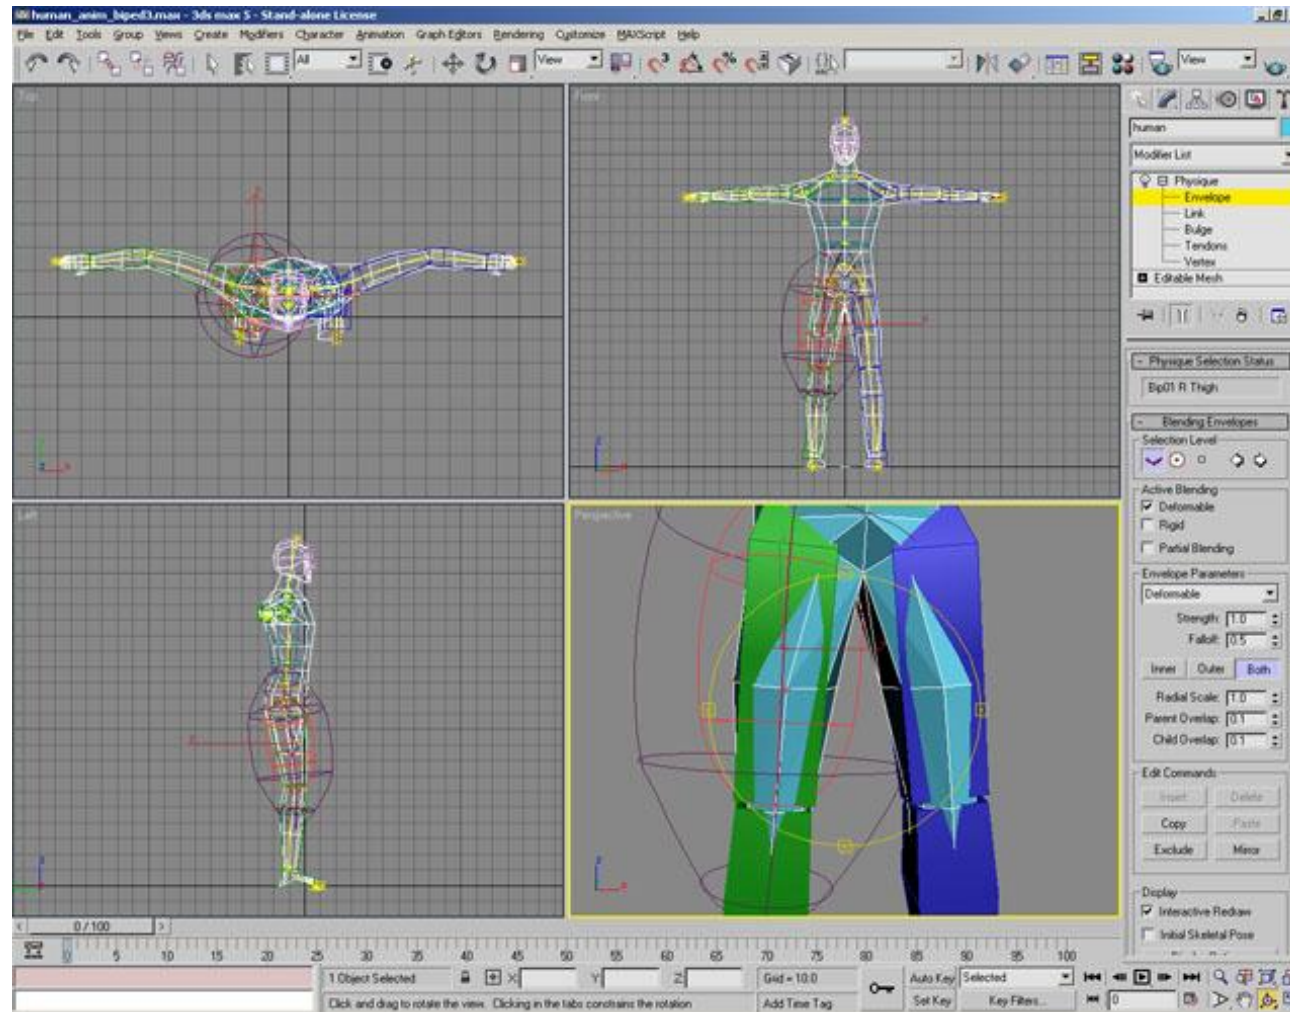 human_anim_biped3.max - 3ds max 5 - Stand-alone License
File Edit Tools Group Views Create Modifiers Character Animation Graph Editors Rendering Customize MAXScript Help
All View View
Top
Front
human
Modifier List
Physique
Envelope
Link
Bulge
Tendons
Vertex
Editable Mesh
Physique Selection Status
Bip01 R Thigh
Blending Envelopes
Selection Level
Active Blending
Deformable
Rigid
Partial Blending
Left
Perspective
Envelope Parameters
Deformable
Strength: 1.0
Falloff: 0.5
Inner Outer Both
Radial Scale: 1.0
Parent Overlap: 0.1
Child Overlap: 0.1
Edit Commands
Insert Delete
Copy Paste
Exclude Mirror
Display
Interactive Redraw
Initial Skeletal Pose
0 / 100
0 5 10 15 20 25 30 35 40 45 50 55 60 65 70 75 80 85 90 95 100
1 Object Selected X Y Z Grid = 10.0 Auto Key Selected
Click and drag to rotate the view. Clicking in the tabs constrains the rotation Add Time Tag Set Key Key Filters... 0